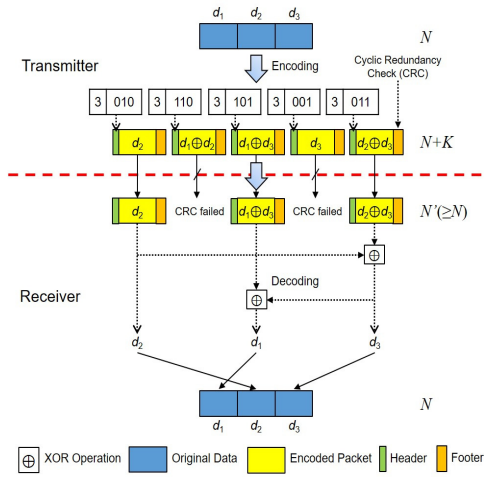 d1 d2 d3
N
Transmitter
Encoding
Cyclic Redundancy
Check (CRC)
3 010 3 110 3 101 3 001 3 011
d2 d1⊕d2 d1⊕d3 d3 d2⊕d3 N+K
d2 CRC failed d1⊕d3 CRC failed d2⊕d3 N'(≥N)
⊕
Receiver
Decoding
⊕
d2 d1 d3
N
d1 d2 d3
⊕ XOR Operation Original Data Encoded Packet Header Footer